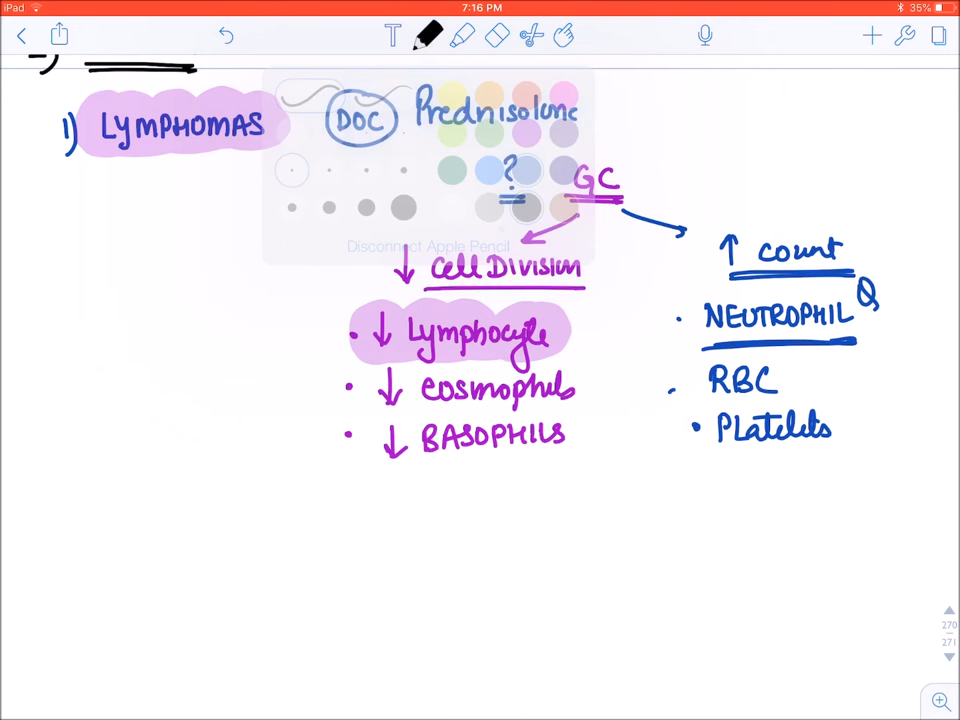 iPad 7:16 PM 35%
T
1) LYMPHOMAS DOC Prednisolone
? GC
Disconnect Apple Pencil
↓ Cell Division
↑ count
• ↓ Lymphocyte
• NEUTROPHIL Q
• ↓ eosinophils
• RBC
• ↓ BASOPHILS
• Platelets
270
271